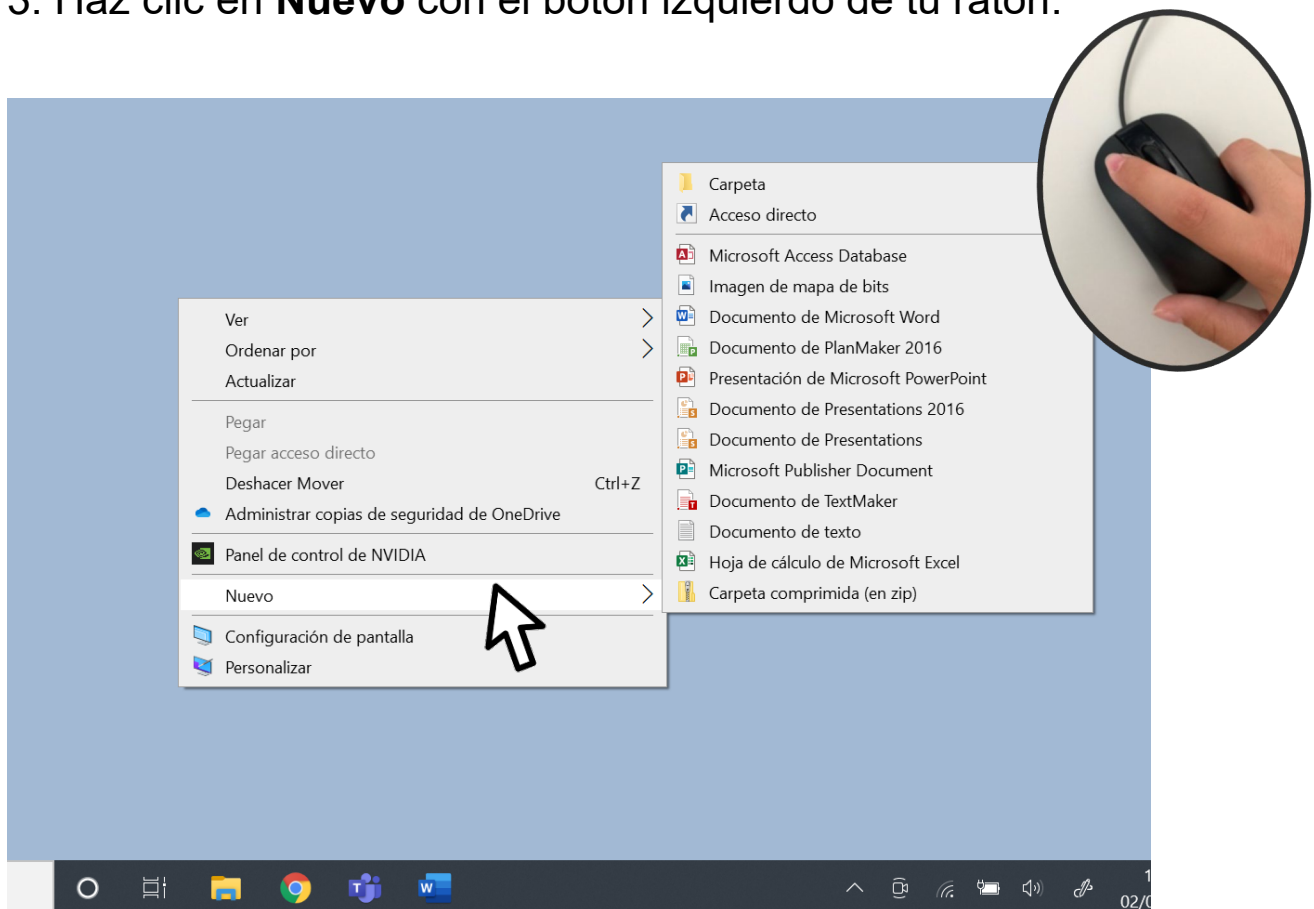 3. Haz clic en Nuevo con el botón izquierdo de tu ratón.
Carpeta
Acceso directo
Microsoft Access Database
Imagen de mapa de bits
Documento de Microsoft Word
Documento de PlanMaker 2016
Presentación de Microsoft PowerPoint
Documento de Presentations 2016
Documento de Presentations
Microsoft Publisher Document
Documento de TextMaker
Documento de texto
Hoja de cálculo de Microsoft Excel
Carpeta comprimida (en zip)
Ver
Ordenar por
Actualizar
Pegar
Pegar acceso directo
Deshacer Mover Ctrl+Z
Administrar copias de seguridad de OneDrive
Panel de control de NVIDIA
Nuevo
Configuración de pantalla
Personalizar